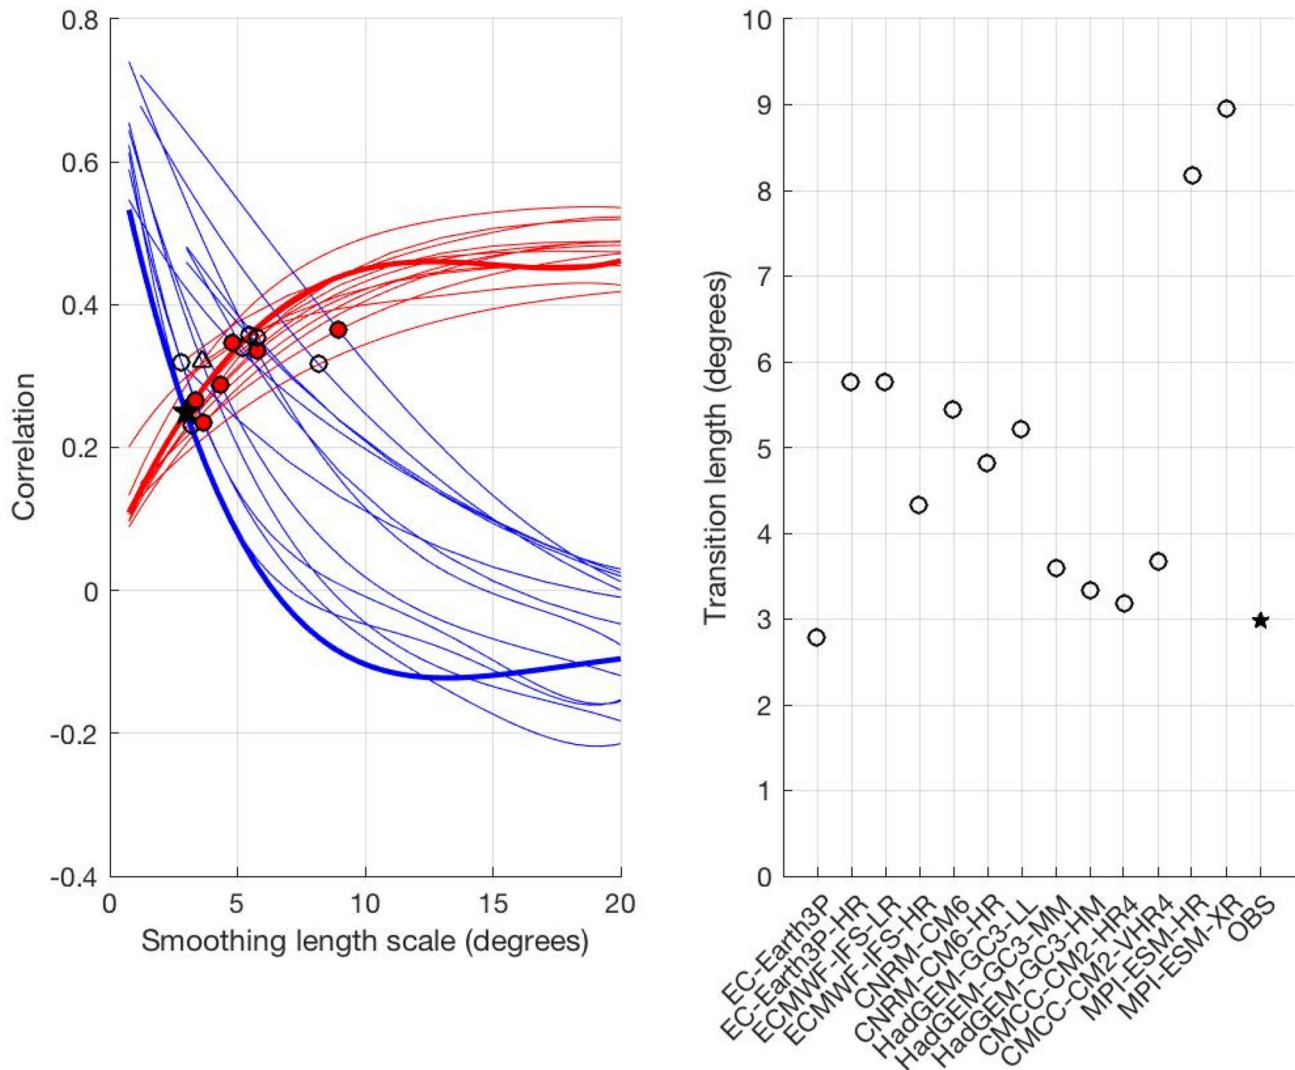 0.8
0.6
0.4
0.2
0
-0.2
-0.4
Correlation
0
5
10
15
20
Smoothing length scale (degrees)
10
9
8
7
6
5
4
3
2
1
0
Transition length (degrees)
EC-Earth3P
EC-Earth3P-HR
ECMWF-IFS-LR
ECMWF-IFS-HR
CNRM-CM6
CNRM-CM6-HR
HadGEM-GC3-LL
HadGEM-GC3-MM
HadGEM-GC3-HM
CMCC-CM2-HR4
CMCC-CM2-VHR4
MPI-ESM-HR
MPI-ESM-XR
OBS